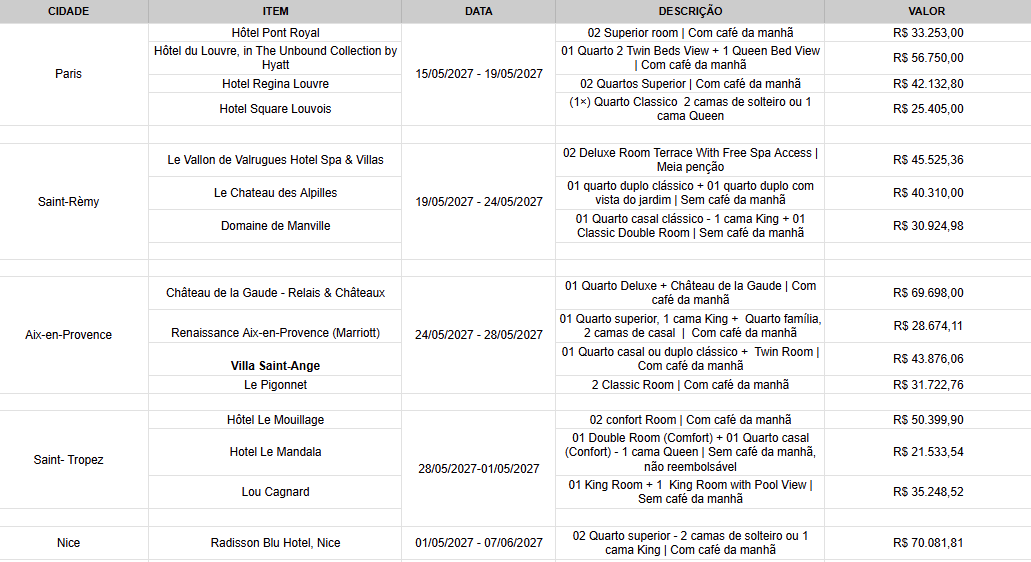 CIDADE ITEM DATA DESCRIÇÃO VALOR
Paris
15/05/2027 - 19/05/2027
Hôtel Pont Royal
02 Superior room | Com café da manhã
R$ 33.253,00
Hôtel du Louvre, in The Unbound Collection by
Hyatt
01 Quarto 2 Twin Beds View + 1 Queen Bed View
| Com café da manhã
R$ 56.750,00
Hotel Regina Louvre
02 Quartos Superior | Com café da manhã
R$ 42.132,80
Hotel Square Louvois
(1×) Quarto Classico 2 camas de solteiro ou 1
cama Queen
R$ 25.405,00
Saint-Rèmy
19/05/2027 - 24/05/2027
Le Vallon de Valrugues Hotel Spa & Villas
02 Deluxe Room Terrace With Free Spa Access |
Meia penção
R$ 45.525,36
Le Chateau des Alpilles
01 quarto duplo clássico + 01 quarto duplo com
vista do jardim | Sem café da manhã
R$ 40.310,00
Domaine de Manville
01 Quarto casal clássico - 1 cama King + 01
Classic Double Room | Sem café da manhã
R$ 30.924,98
Aix-en-Provence
24/05/2027 - 28/05/2027
Château de la Gaude - Relais & Châteaux
01 Quarto Deluxe + Château de la Gaude | Com
café da manhã
R$ 69.698,00
Renaissance Aix-en-Provence (Marriott)
01 Quarto superior, 1 cama King + Quarto família,
2 camas de casal | Com café da manhã
R$ 28.674,11
Villa Saint-Ange
01 Quarto casal ou duplo clássico + Twin Room |
Com café da manhã
R$ 43.876,06
Le Pigonnet
2 Classic Room | Com café da manhã
R$ 31.722,76
Saint- Tropez
28/05/2027-01/05/2027
Hôtel Le Mouillage
02 confort Room | Com café da manhã
R$ 50.399,90
Hotel Le Mandala
01 Double Room (Comfort) + 01 Quarto casal
(Confort) - 1 cama Queen | Sem café da manhã,
não reembolsável
R$ 21.533,54
Lou Cagnard
01 King Room + 1 King Room with Pool View |
Sem café da manhã
R$ 35.248,52
Nice
Radisson Blu Hotel, Nice
01/05/2027 - 07/06/2027
02 Quarto superior - 2 camas de solteiro ou 1
cama King | Com café da manhã
R$ 70.081,81